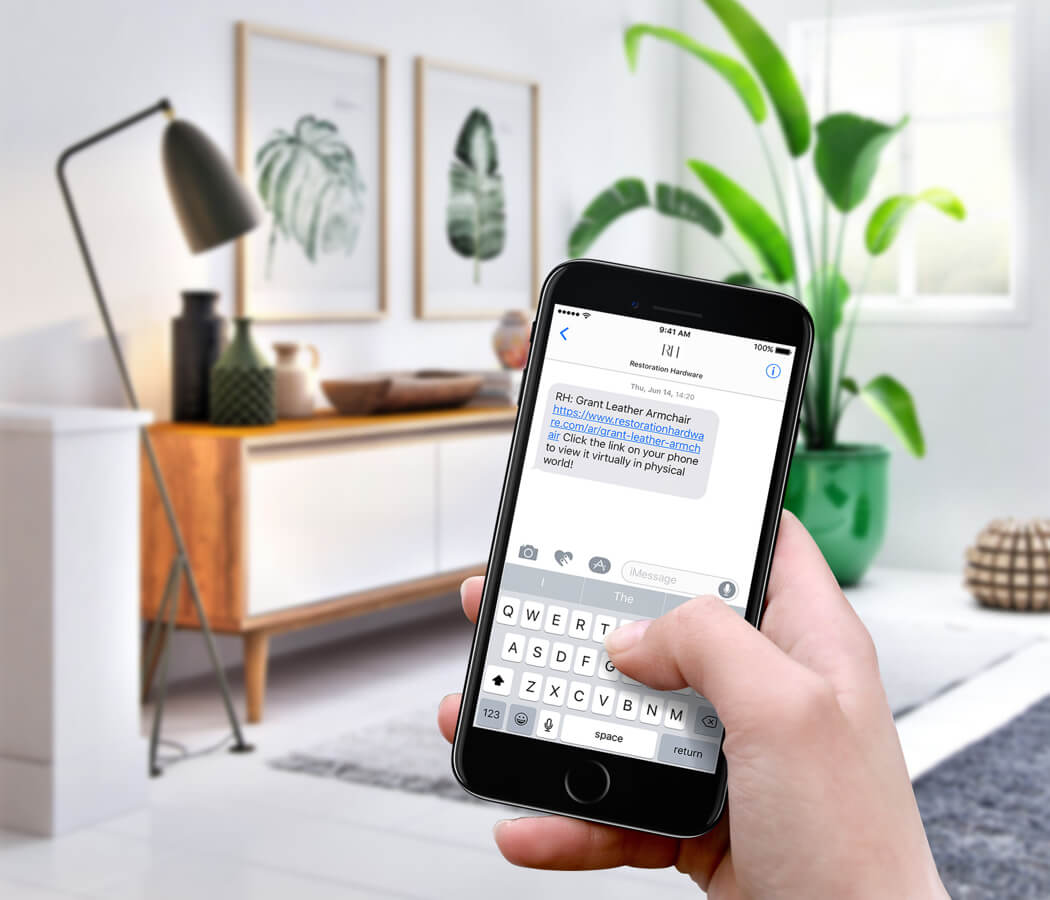 9:41 AM
100%
RH
Restoration Hardware
Thu, Jun 14, 14:20
RH: Grant Leather Armchair
https://www.restorationhardwa
re.com/ar/grant-leather-armch
air Click the link on your phone
to view it virtually in physical
world!
iMessage
I The
Q W E R T
A S D F G
Z X C V B N M
123 space return